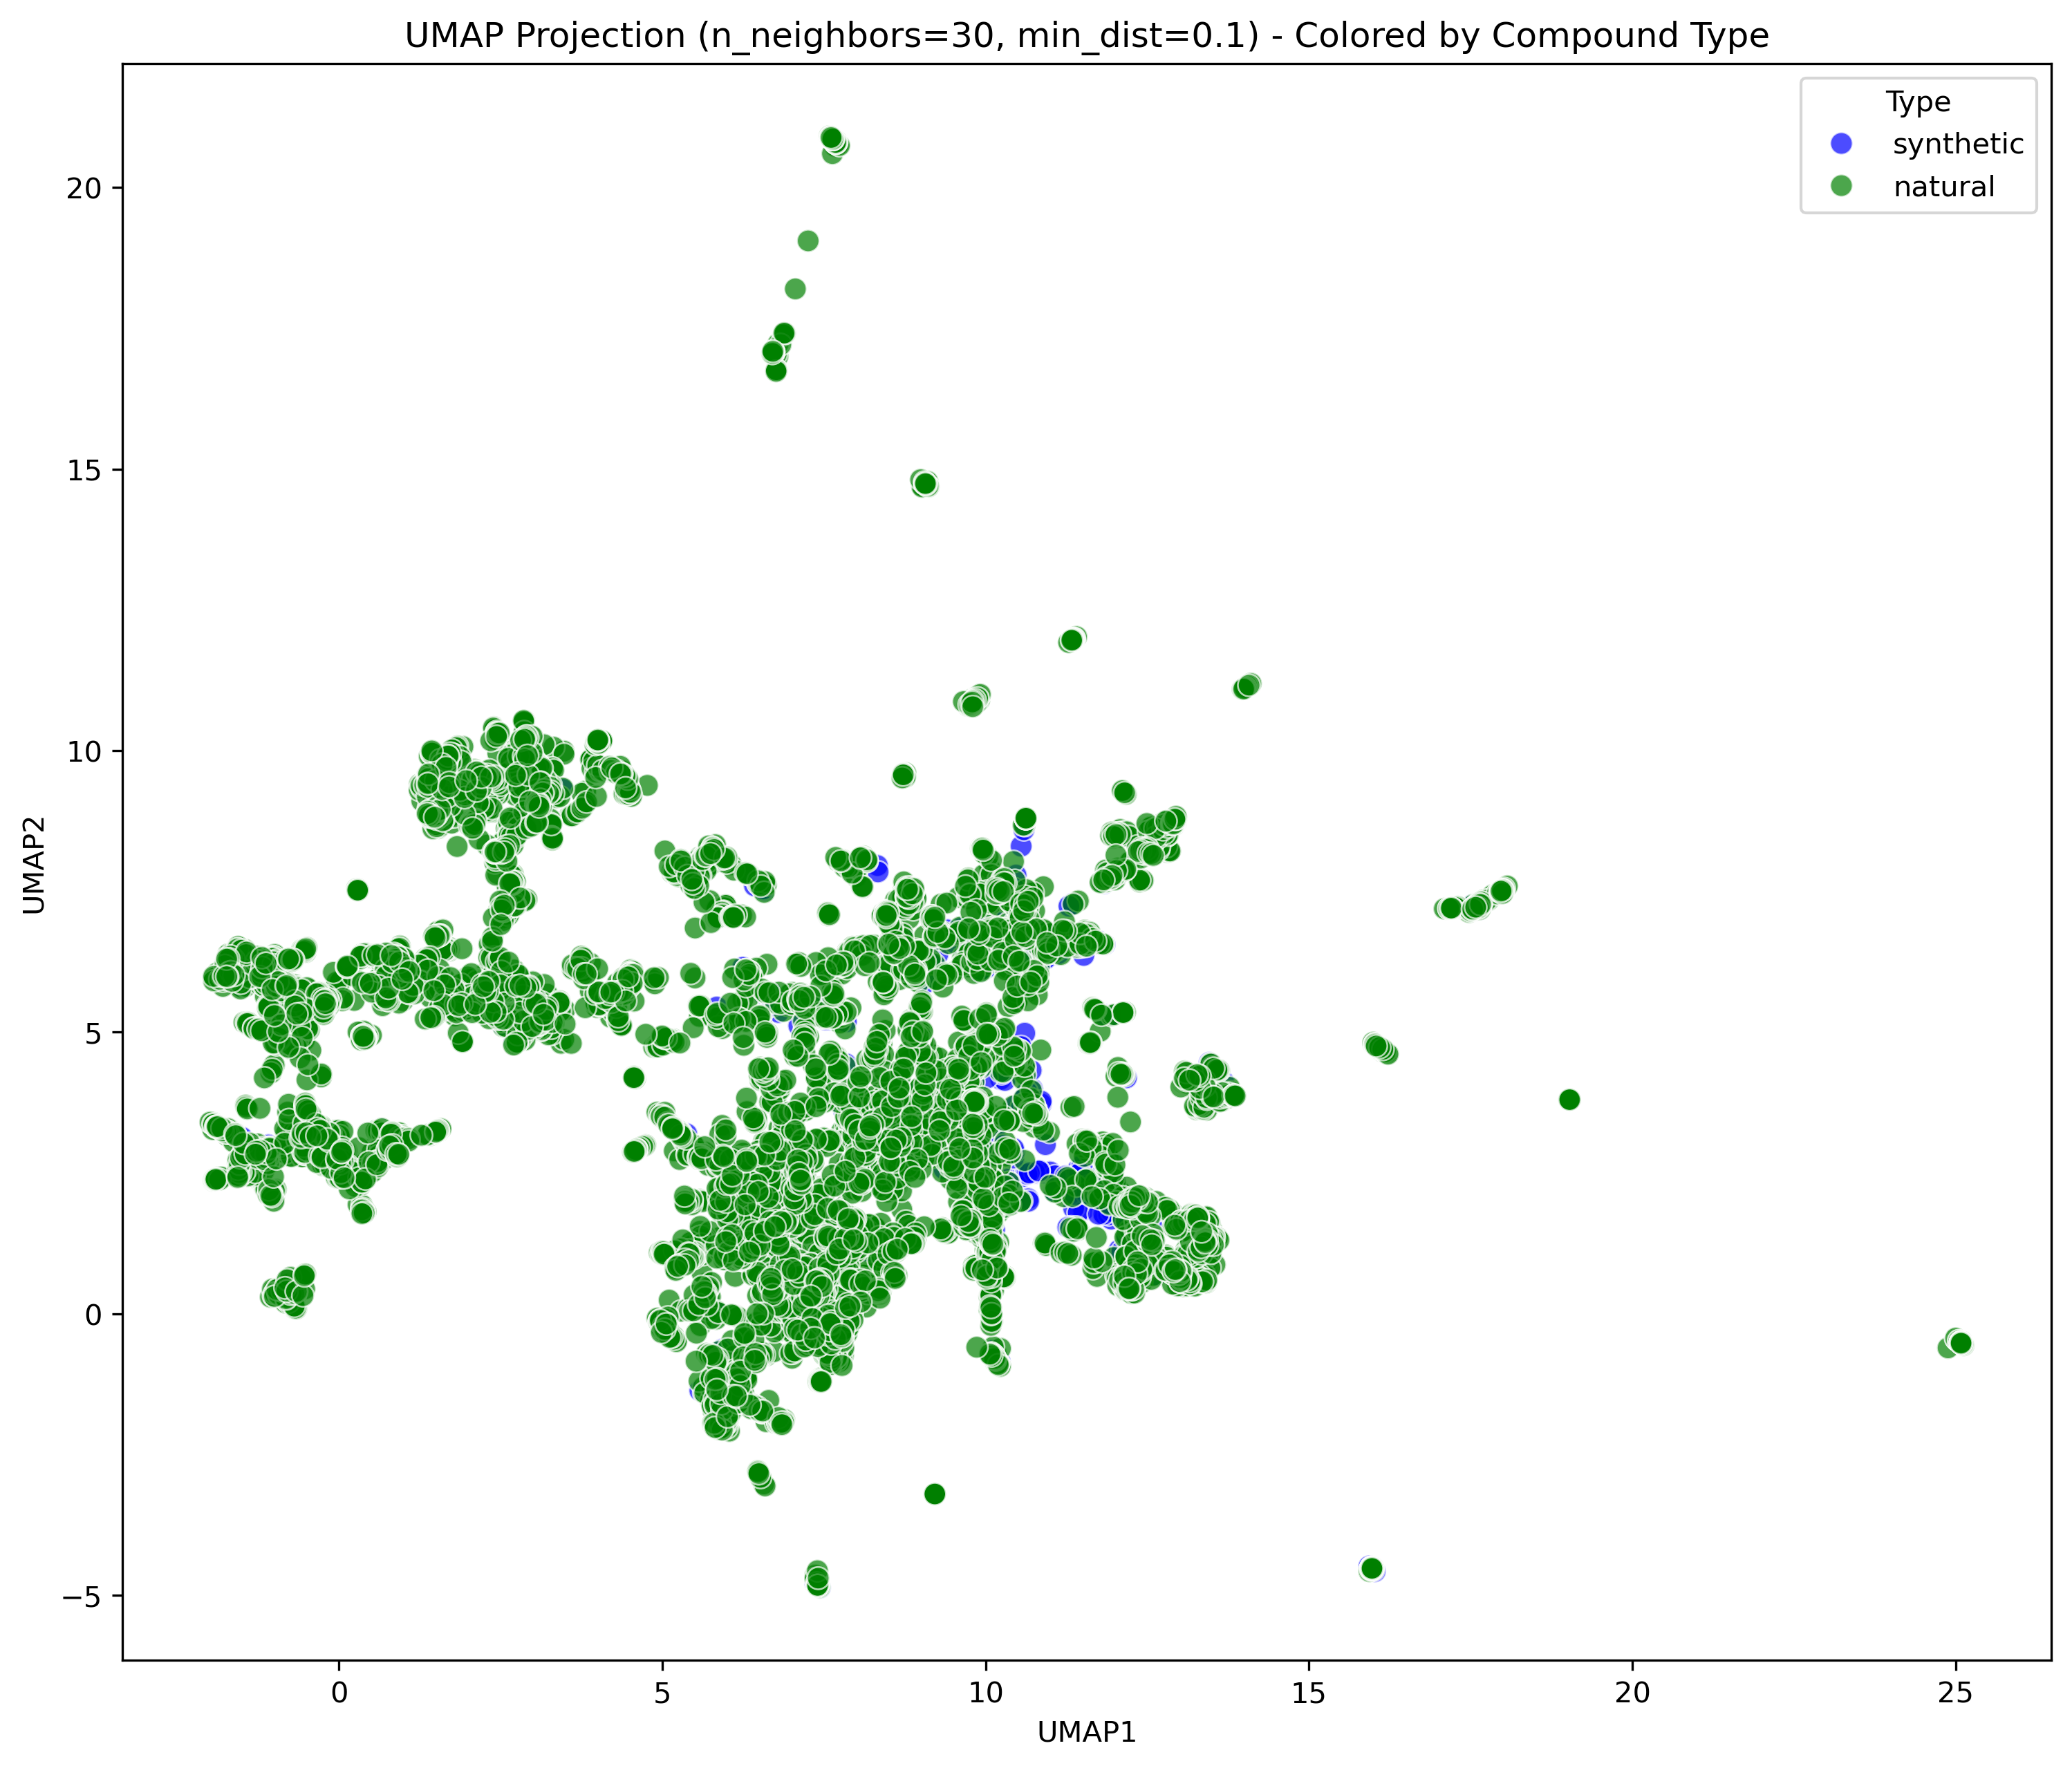 UMAP Projection (n_neighbors=30, min_dist=0.1) - Colored by Compound Type
Type
synthetic
natural
20
15
10
5
0
−5
UMAP2
0
5
10
15
20
25
UMAP1